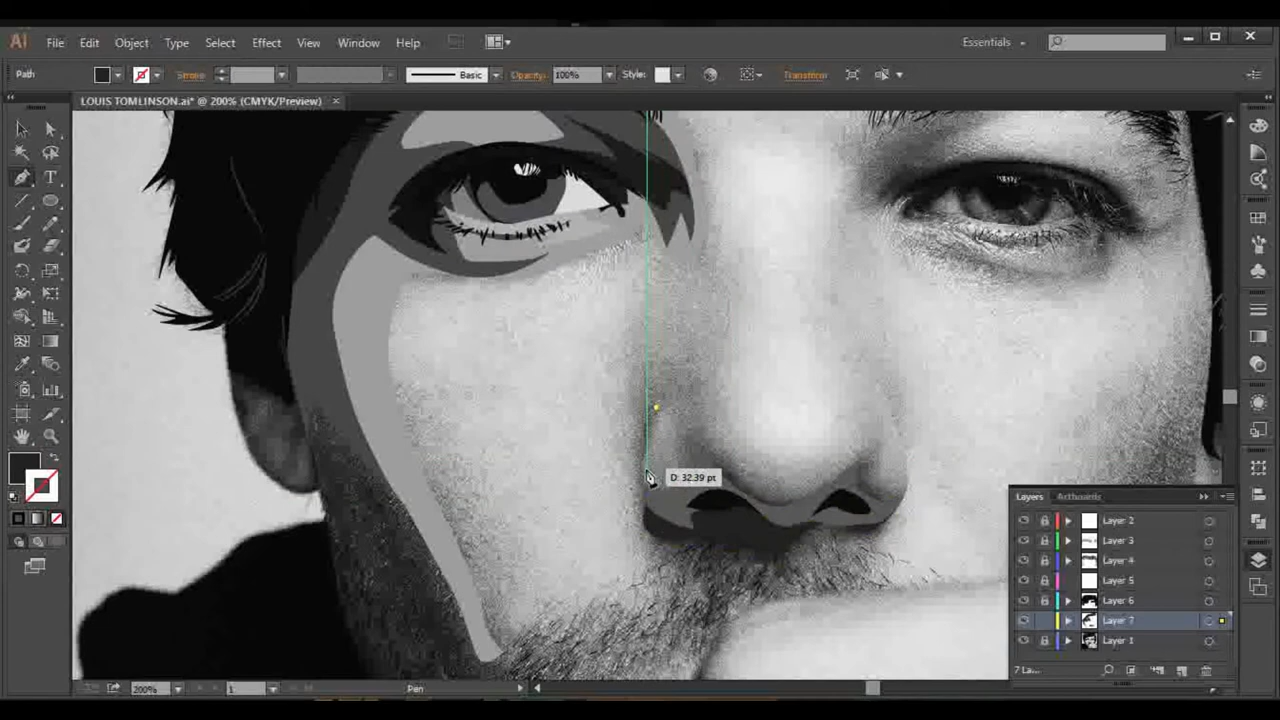 Ai File Edit Object Type Select Effect View Window Help Essentials
Path Stroke: Basic Opacity: 100% Style: Transform
LOUIS TOMLINSON.ai* @ 200% (CMYK/Preview)
D: 32.39 pt
Layers Artboards
Layer 2
Layer 3
Layer 4
Layer 5
Layer 6
Layer 7
Layer 1
7 La...
200% 1 Pen